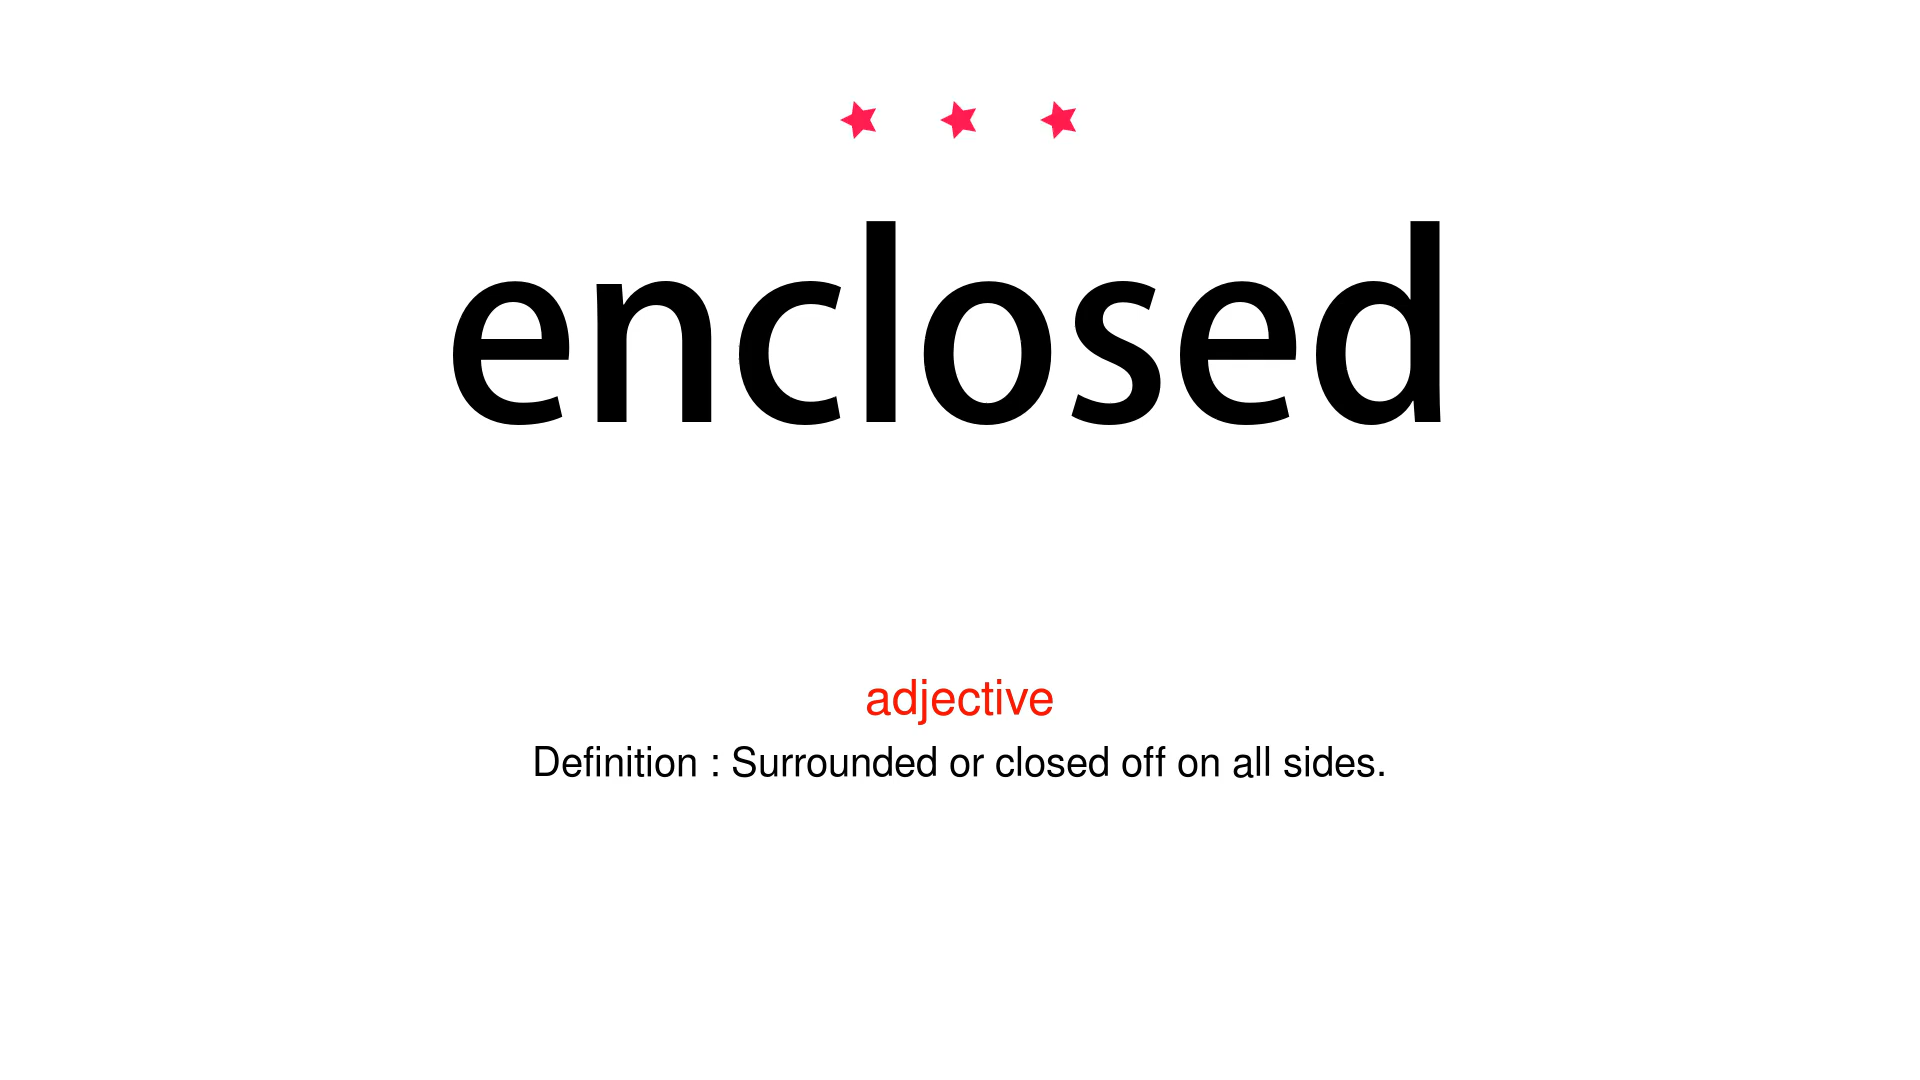 enclosed
adjective
Definition : Surrounded or closed off on all sides.